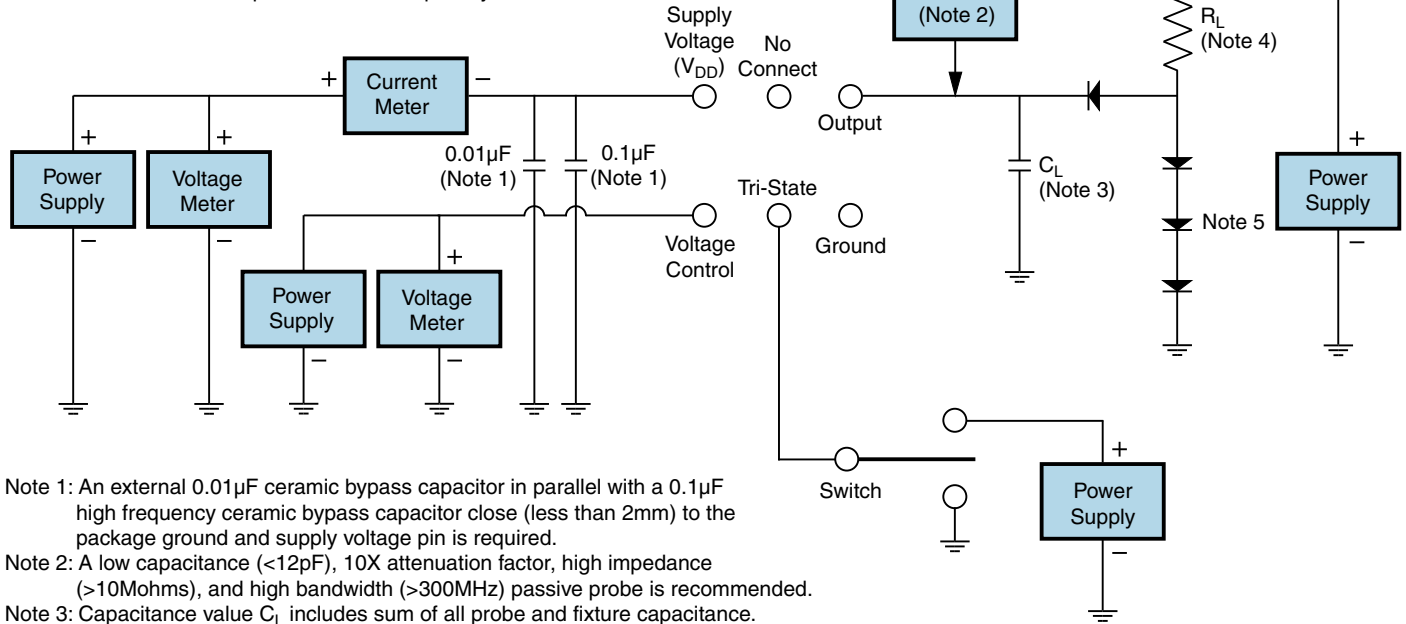 Supply
Voltage
(VDD)
No
Connect
(Note 2)
RL
(Note 4)
+
Current
Meter
−
Output
+
Power
Supply
−
+
Voltage
Meter
−
0.01µF
(Note 1)
0.1µF
(Note 1)
CL
(Note 3)
+
Power
Supply
−
Tri-State
Voltage
Control
Ground
Note 5
Power
Supply
−
+
Voltage
Meter
−
Switch
+
Power
Supply
−
Note 1: An external 0.01µF ceramic bypass capacitor in parallel with a 0.1µF
high frequency ceramic bypass capacitor close (less than 2mm) to the
package ground and supply voltage pin is required.
Note 2: A low capacitance (<12pF), 10X attenuation factor, high impedance
(>10Mohms), and high bandwidth (>300MHz) passive probe is recommended.
Note 3: Capacitance value CL includes sum of all probe and fixture capacitance.